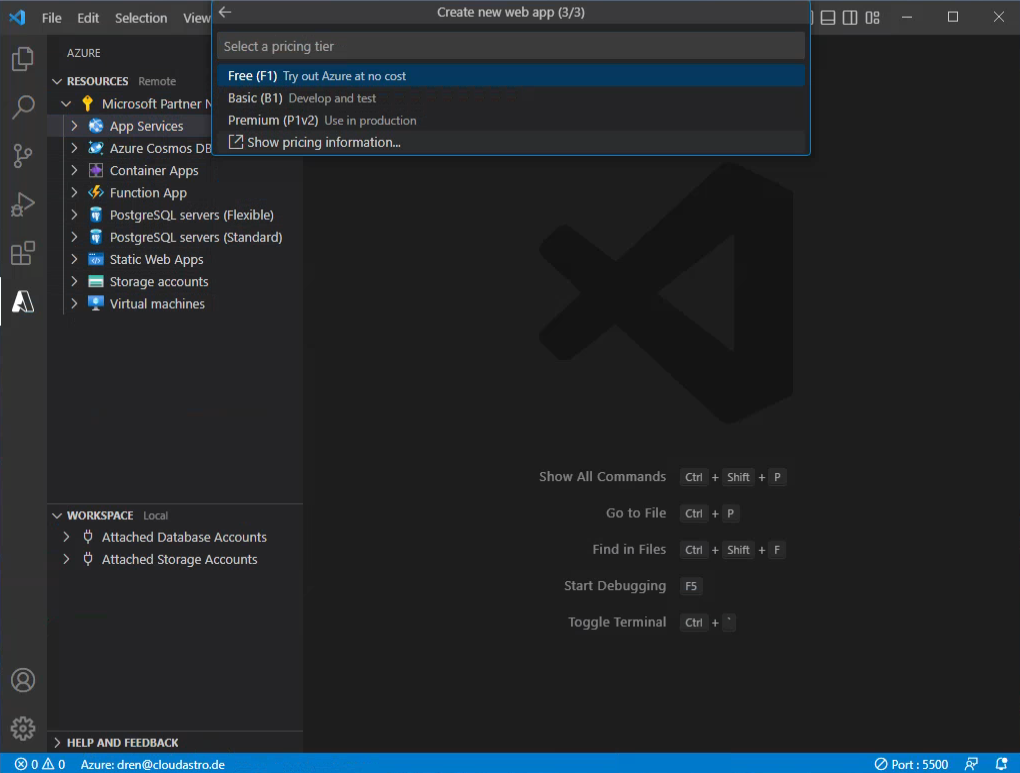 File Edit Selection View
Create new web app (3/3)
Select a pricing tier
Free (F1) Try out Azure at no cost
Basic (B1) Develop and test
Premium (P1v2) Use in production
Show pricing information...
AZURE
RESOURCES Remote
Microsoft Partner N
App Services
Azure Cosmos DB
Container Apps
Function App
PostgreSQL servers (Flexible)
PostgreSQL servers (Standard)
Static Web Apps
Storage accounts
Virtual machines
Show All Commands Ctrl + Shift + P
Go to File Ctrl + P
Find in Files Ctrl + Shift + F
Start Debugging F5
Toggle Terminal Ctrl + `
WORKSPACE Local
Attached Database Accounts
Attached Storage Accounts
HELP AND FEEDBACK
0 0 Azure: dren@cloudastro.de Port : 5500